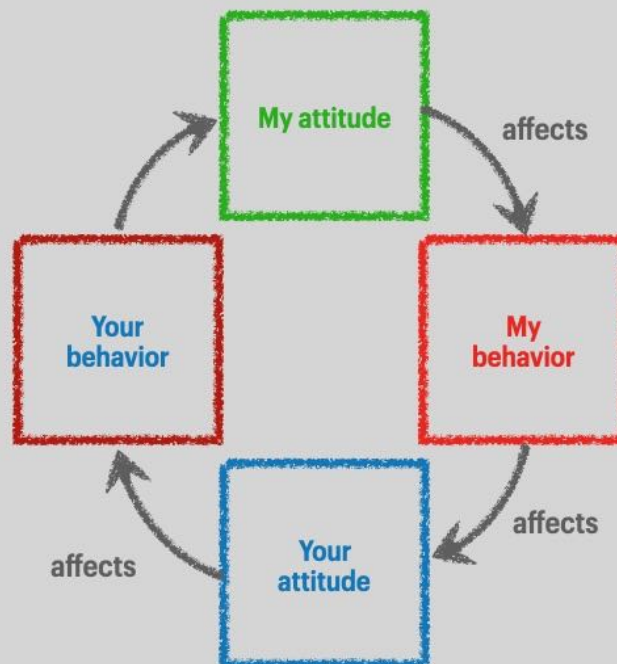 My attitude
affects
Your
behavior
My
behavior
affects
Your
attitude
affects